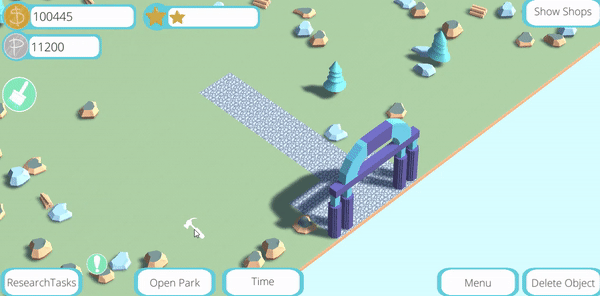 100445
Show Shops
11200
ResearchTasks
Open Park
Time
Menu
Delete Object